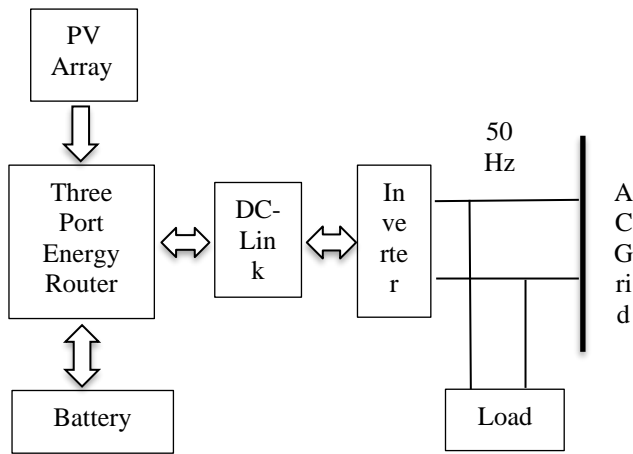 PV
Array
Three
Port
Energy
Router
Battery
DC-
Lin
k
In
ve
rte
r
50
Hz
Load
A
C
G
ri
d